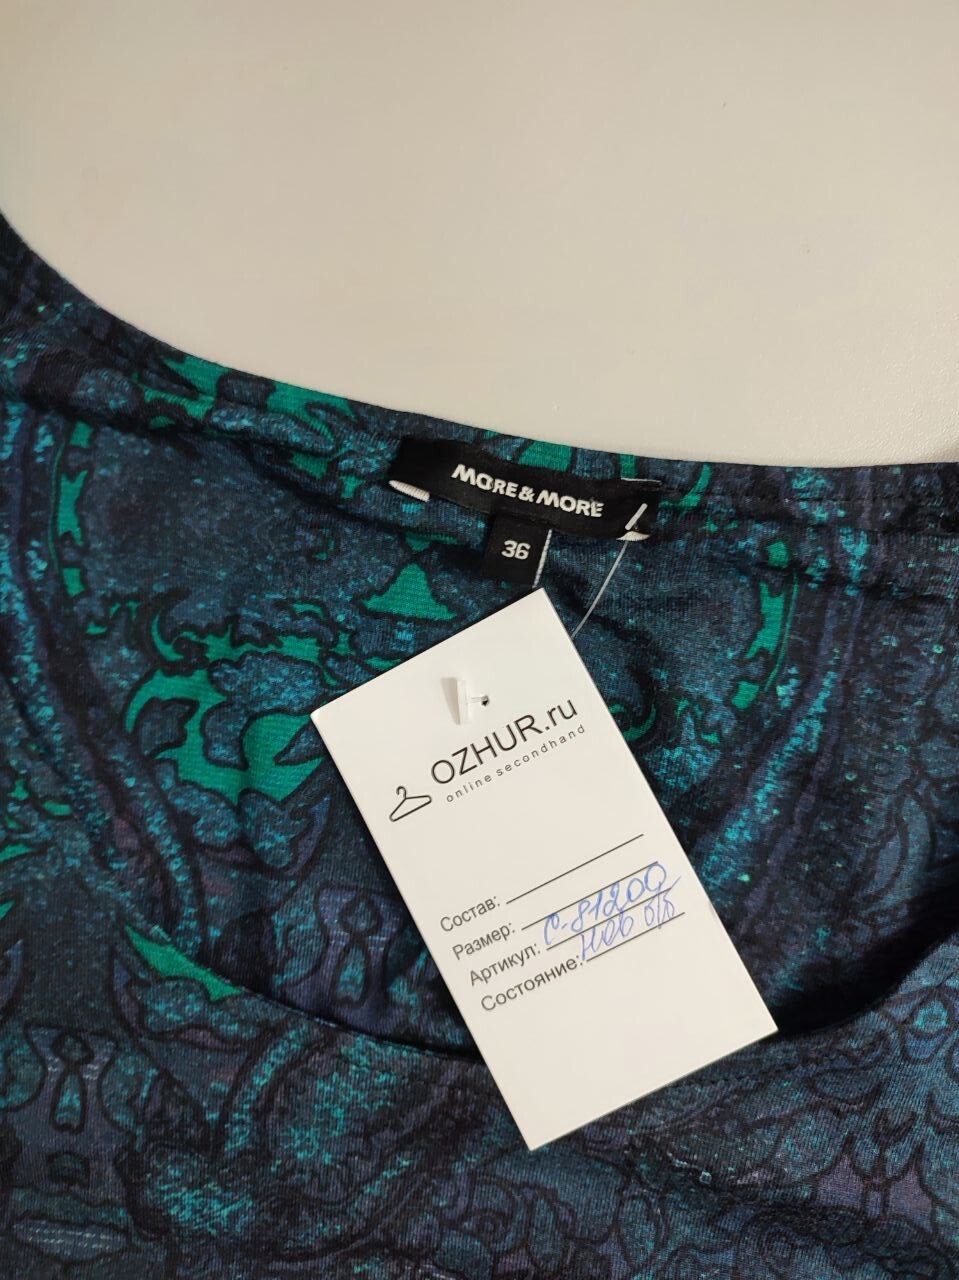 MORE & MORE
36
OZHUR.ru
online secondhand
Состав:
Размер:
Артикул: С-81200
Состояние: нов б/б